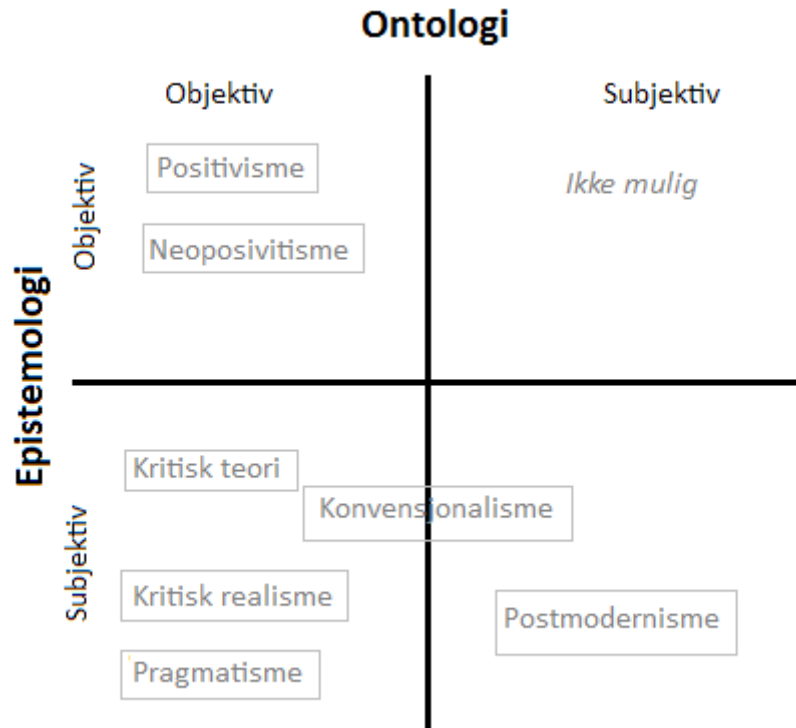 Ontologi
Objektiv
Subjektiv
Epistemologi
Objektiv
Positivisme
Ikke mulig
Neoposivitisme
Subjektiv
Kritisk teori
Konvensjonalisme
Kritisk realisme
Postmodernisme
Pragmatisme